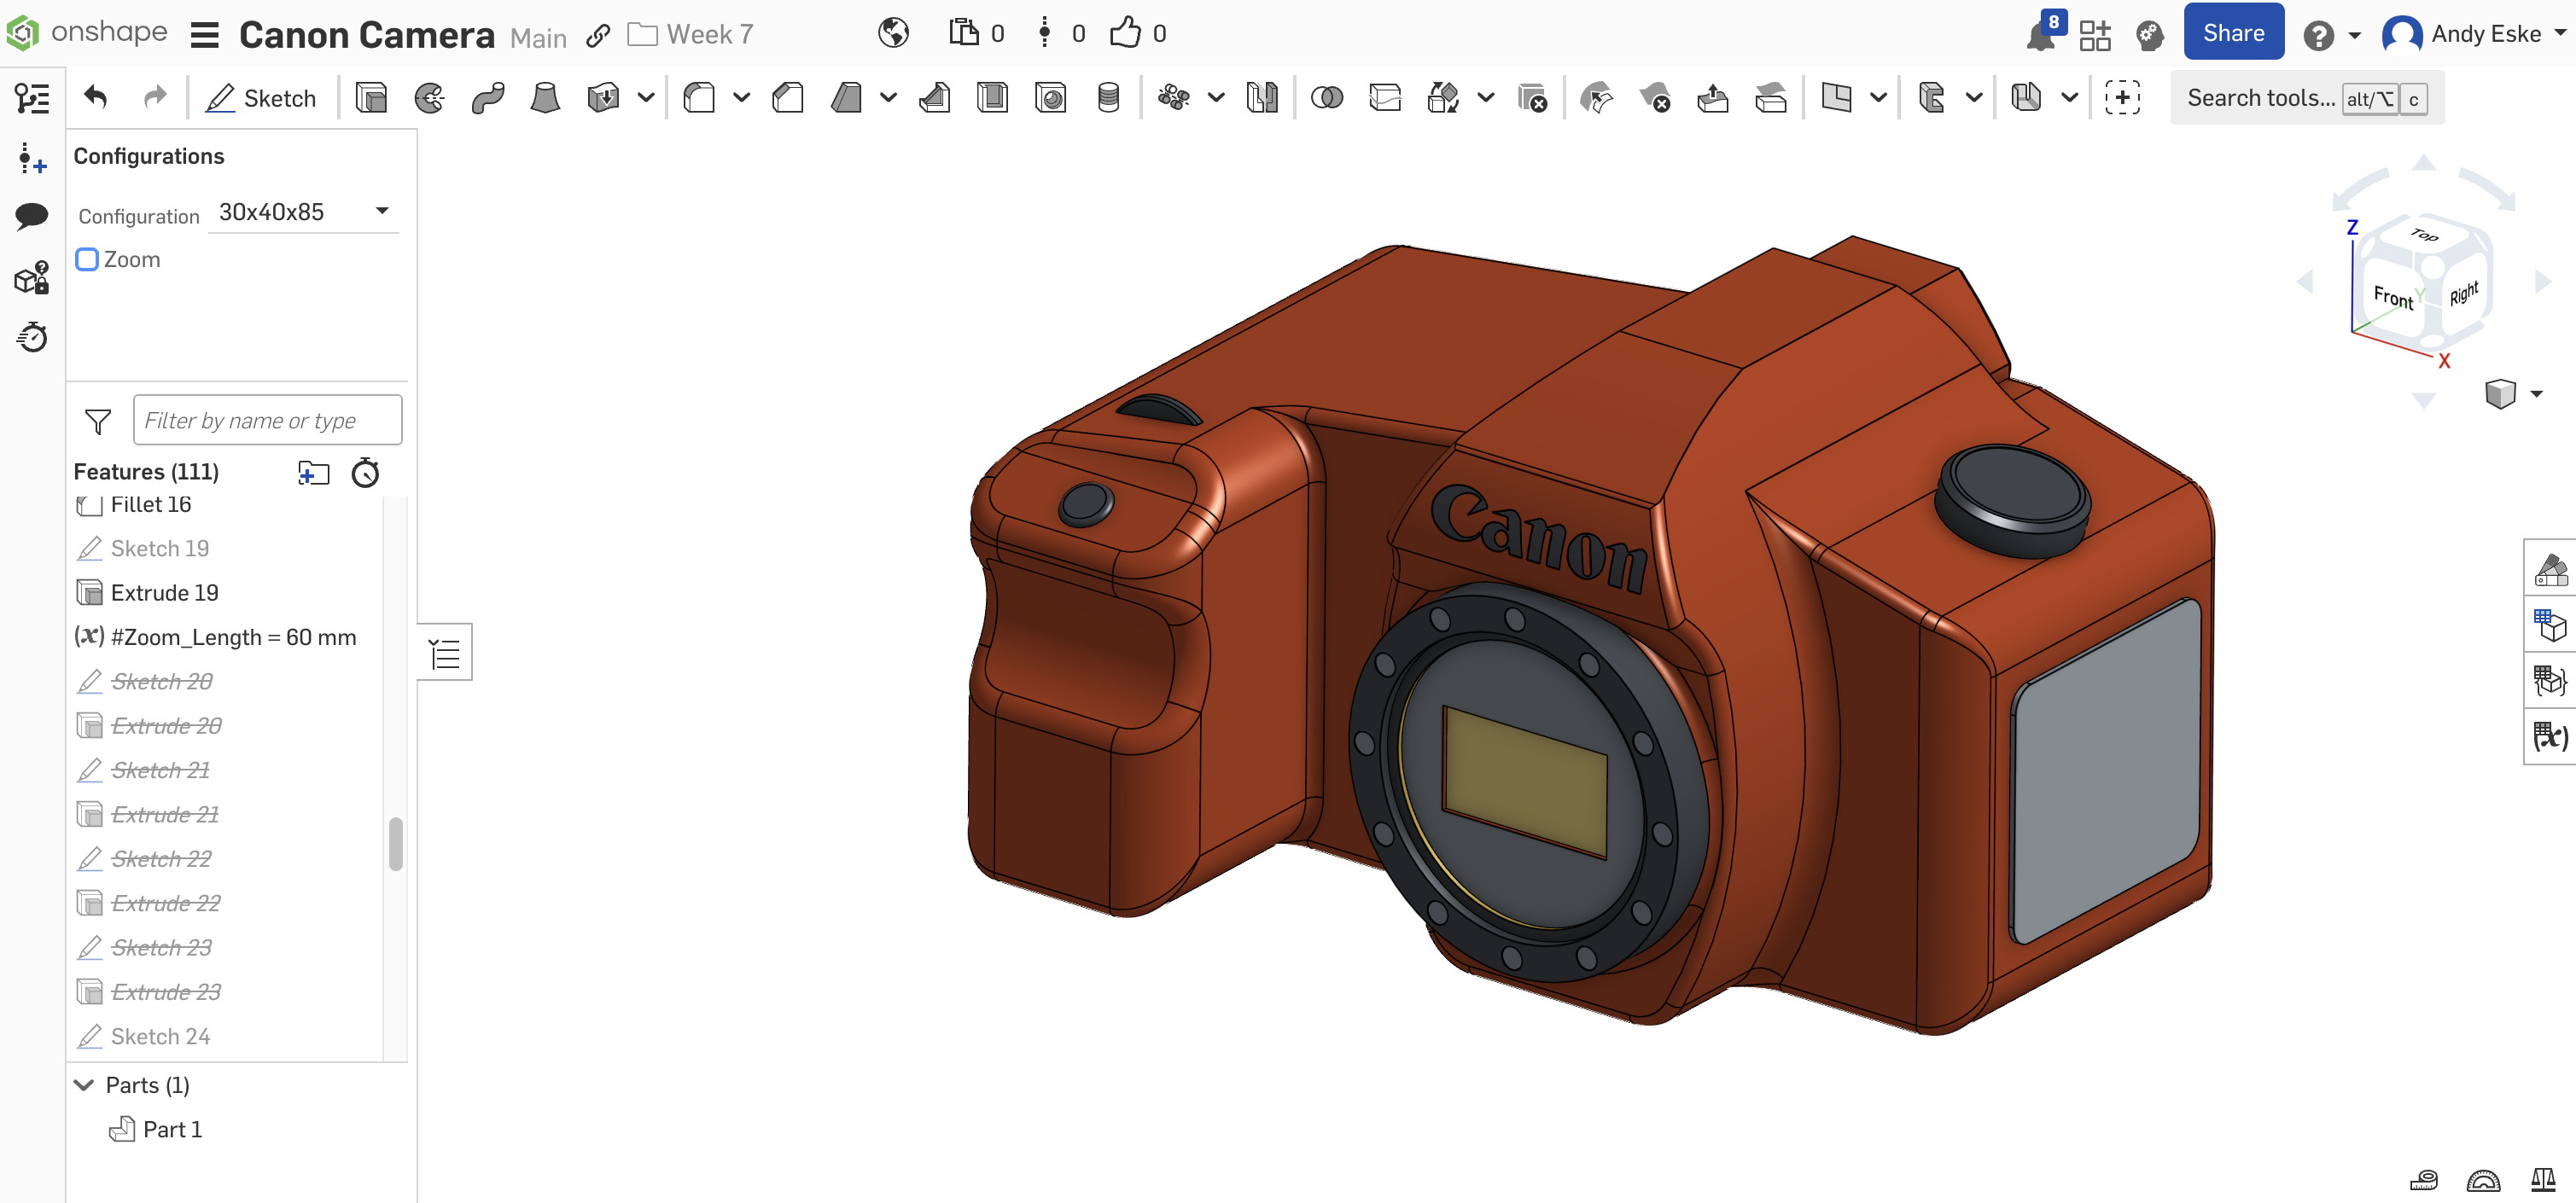 onshape Canon Camera Main Week 7 0 0 0 8 Share Andy Eske
Sketch Search tools... alt/⌥ c
Configurations
Configuration 30x40x85
Zoom
Filter by name or type
Features (111)
Fillet 16
Sketch 19
Extrude 19
(x) #Zoom_Length = 60 mm
Sketch 20
Extrude 20
Sketch 21
Extrude 21
Sketch 22
Extrude 22
Sketch 23
Extrude 23
Sketch 24
Parts (1)
Part 1
Canon
Z
Top
Front
Y
Right
X
(x)